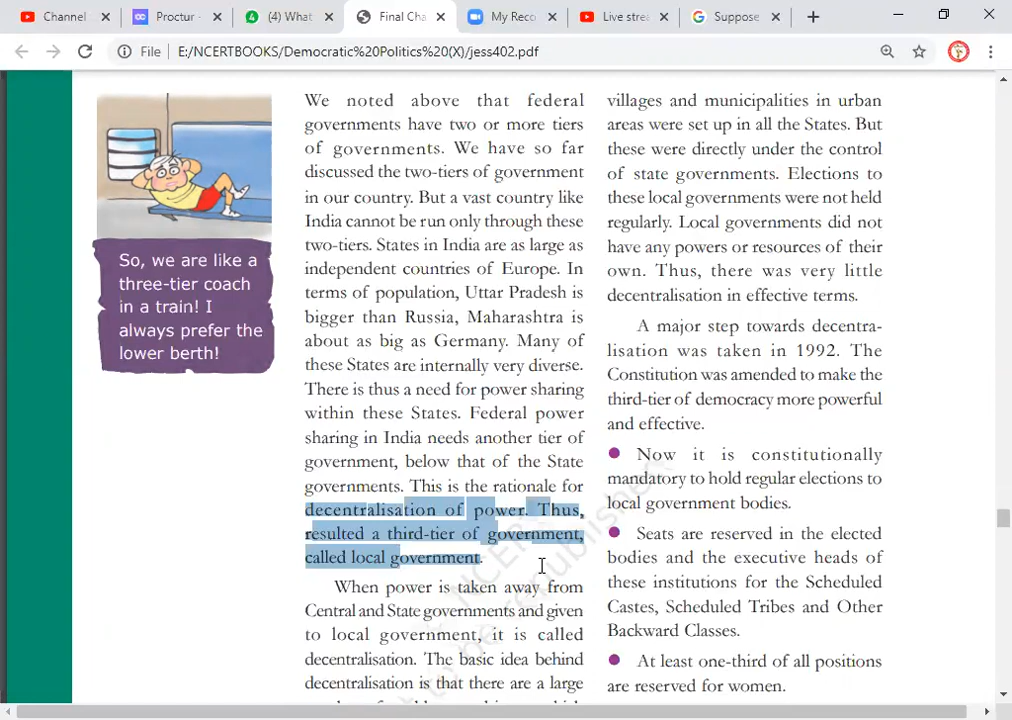 Channel
Proctur -
(4) What
Final Cha
My Reco
Live stre
Suppose
File
E:/NCERTBOOKS/Democratic%20Politics%20(X)/jess402.pdf
So, we are like a
three-tier coach
in a train! I
always prefer the
lower berth!
We noted above that federal
governments have two or more tiers
of governments. We have so far
discussed the two-tiers of government
in our country. But a vast country like
India cannot be run only through these
two-tiers. States in India are as large as
independent countries of Europe. In
terms of population, Uttar Pradesh is
bigger than Russia, Maharashtra is
about as big as Germany. Many of
these States are internally very diverse.
There is thus a need for power sharing
within these States. Federal power
sharing in India needs another tier of
government, below that of the State
governments. This is the rationale for
decentralisation of power. Thus,
resulted a third-tier of government,
called local government.
When power is taken away from
Central and State governments and given
to local government, it is called
decentralisation. The basic idea behind
decentralisation is that there are a large
villages and municipalities in urban
areas were set up in all the States. But
these were directly under the control
of state governments. Elections to
these local governments were not held
regularly. Local governments did not
have any powers or resources of their
own. Thus, there was very little
decentralisation in effective terms.
A major step towards decentra-
lisation was taken in 1992. The
Constitution was amended to make the
third-tier of democracy more powerful
and effective.
Now it is constitutionally
mandatory to hold regular elections to
local government bodies.
Seats are reserved in the elected
bodies and the executive heads of
these institutions for the Scheduled
Castes, Scheduled Tribes and Other
Backward Classes.
At least one-third of all positions
are reserved for women.
NCER
republished